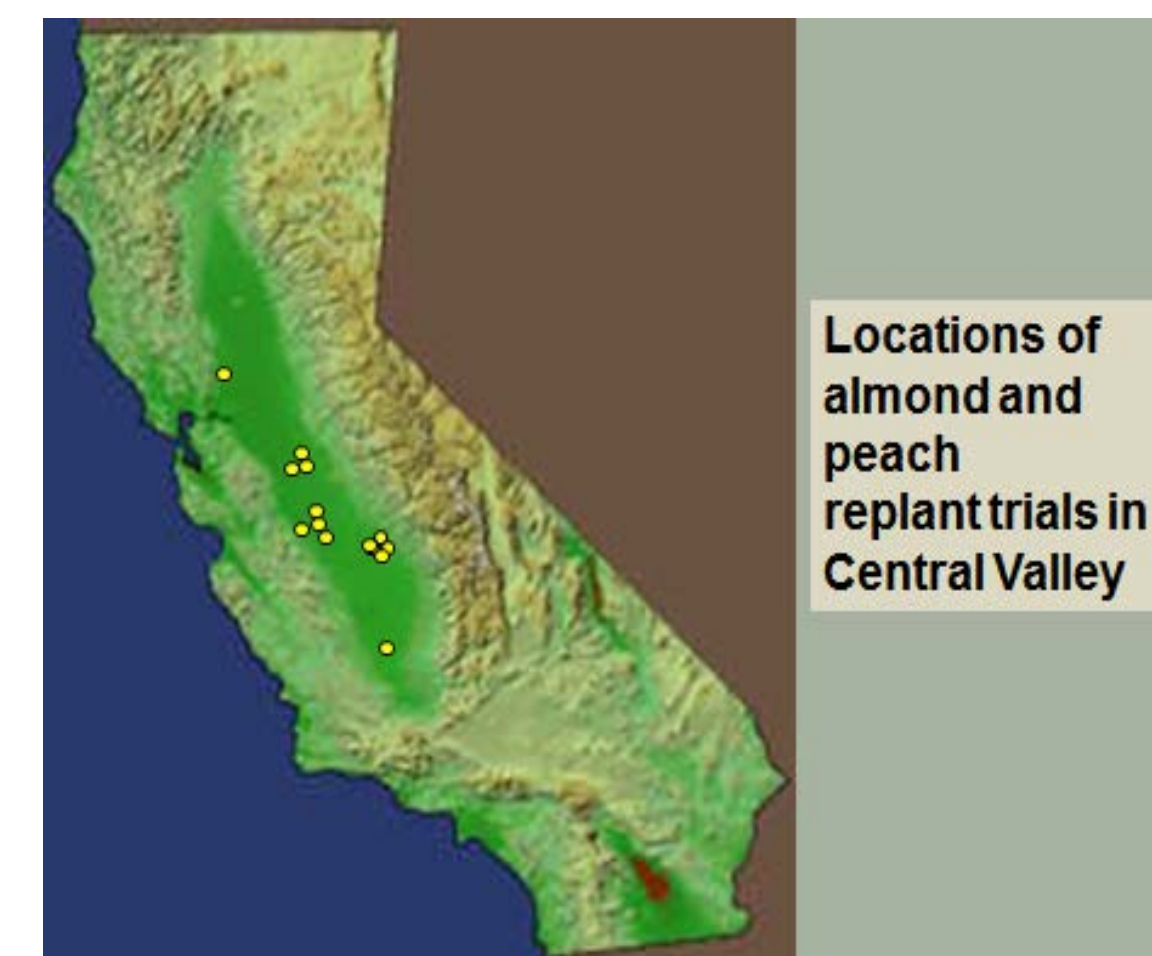 Locations of
almond and
peach
replant trials in
Central Valley